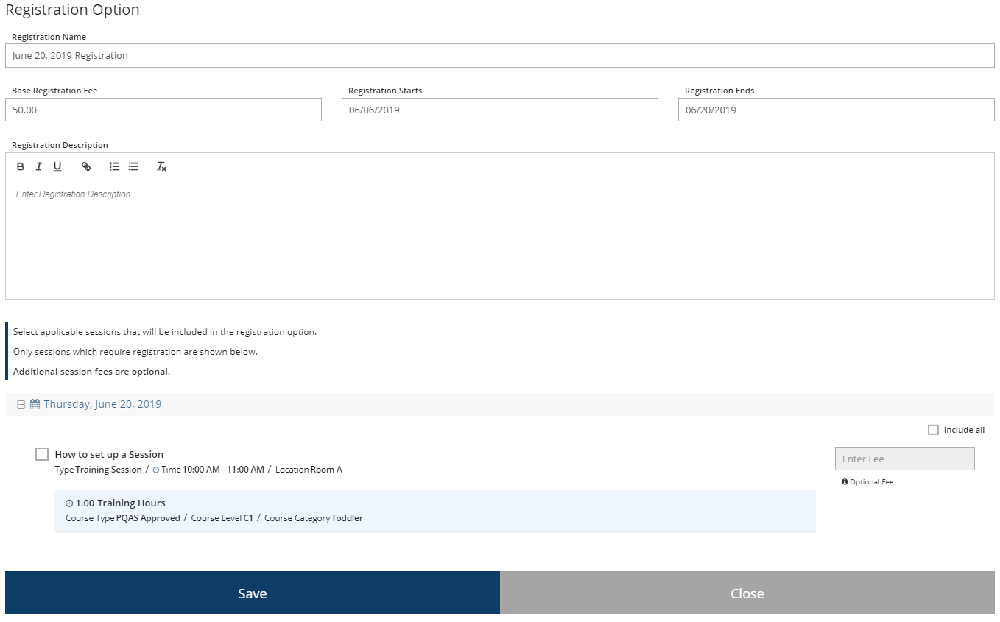 Registration Option
Registration Name
June 20, 2019 Registration
Base Registration Fee
Registration Starts
Registration Ends
50.00
06/06/2019
06/20/2019
Registration Description
B I U
Enter Registration Description
Select applicable sessions that will be included in the registration option.
Only sessions which require registration are shown below.
Additional session fees are optional.
Thursday, June 20, 2019
Include all
How to set up a Session
Enter Fee
Type Training Session / Time 10:00 AM - 11:00 AM / Location Room A
Optional Fee
1.00 Training Hours
Course Type PQAS Approved / Course Level C1 / Course Category Toddler
Save
Close